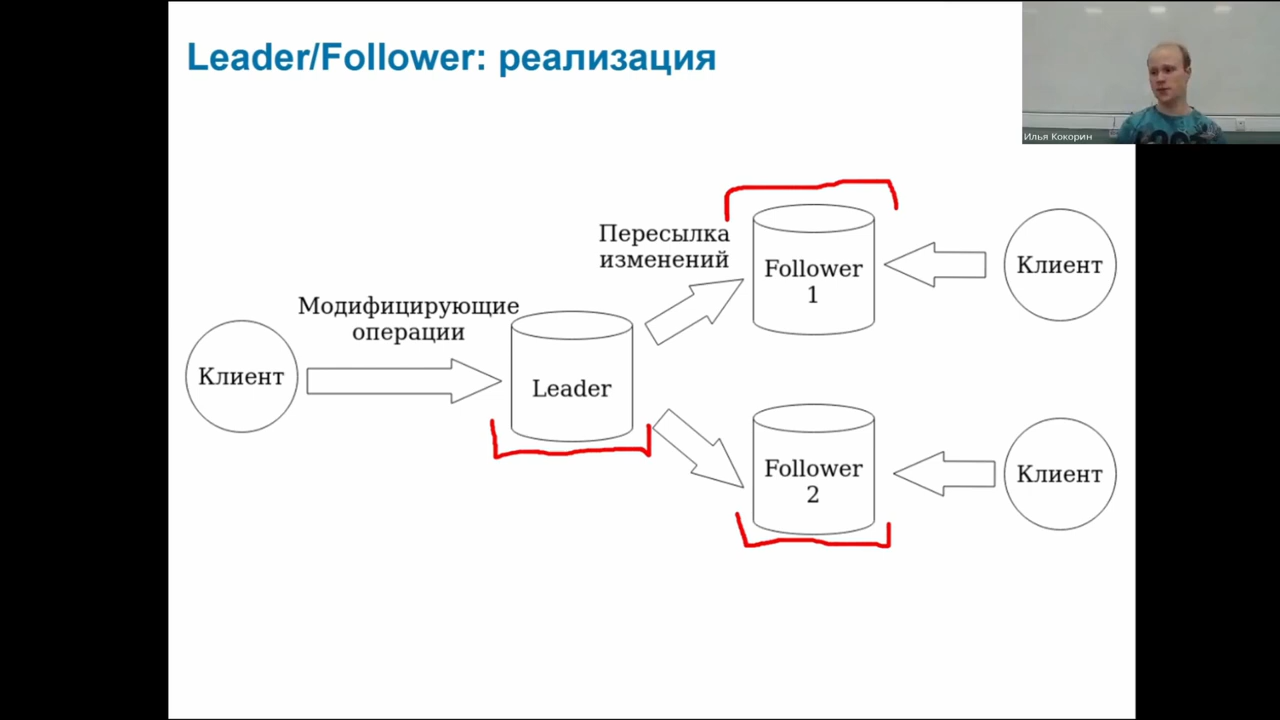 Leader/Follower: реализация
Илья Кокорин
Пересылка
изменений
Follower
1
Клиент
Модифицирующие
операции
Клиент
Leader
Follower
2
Клиент